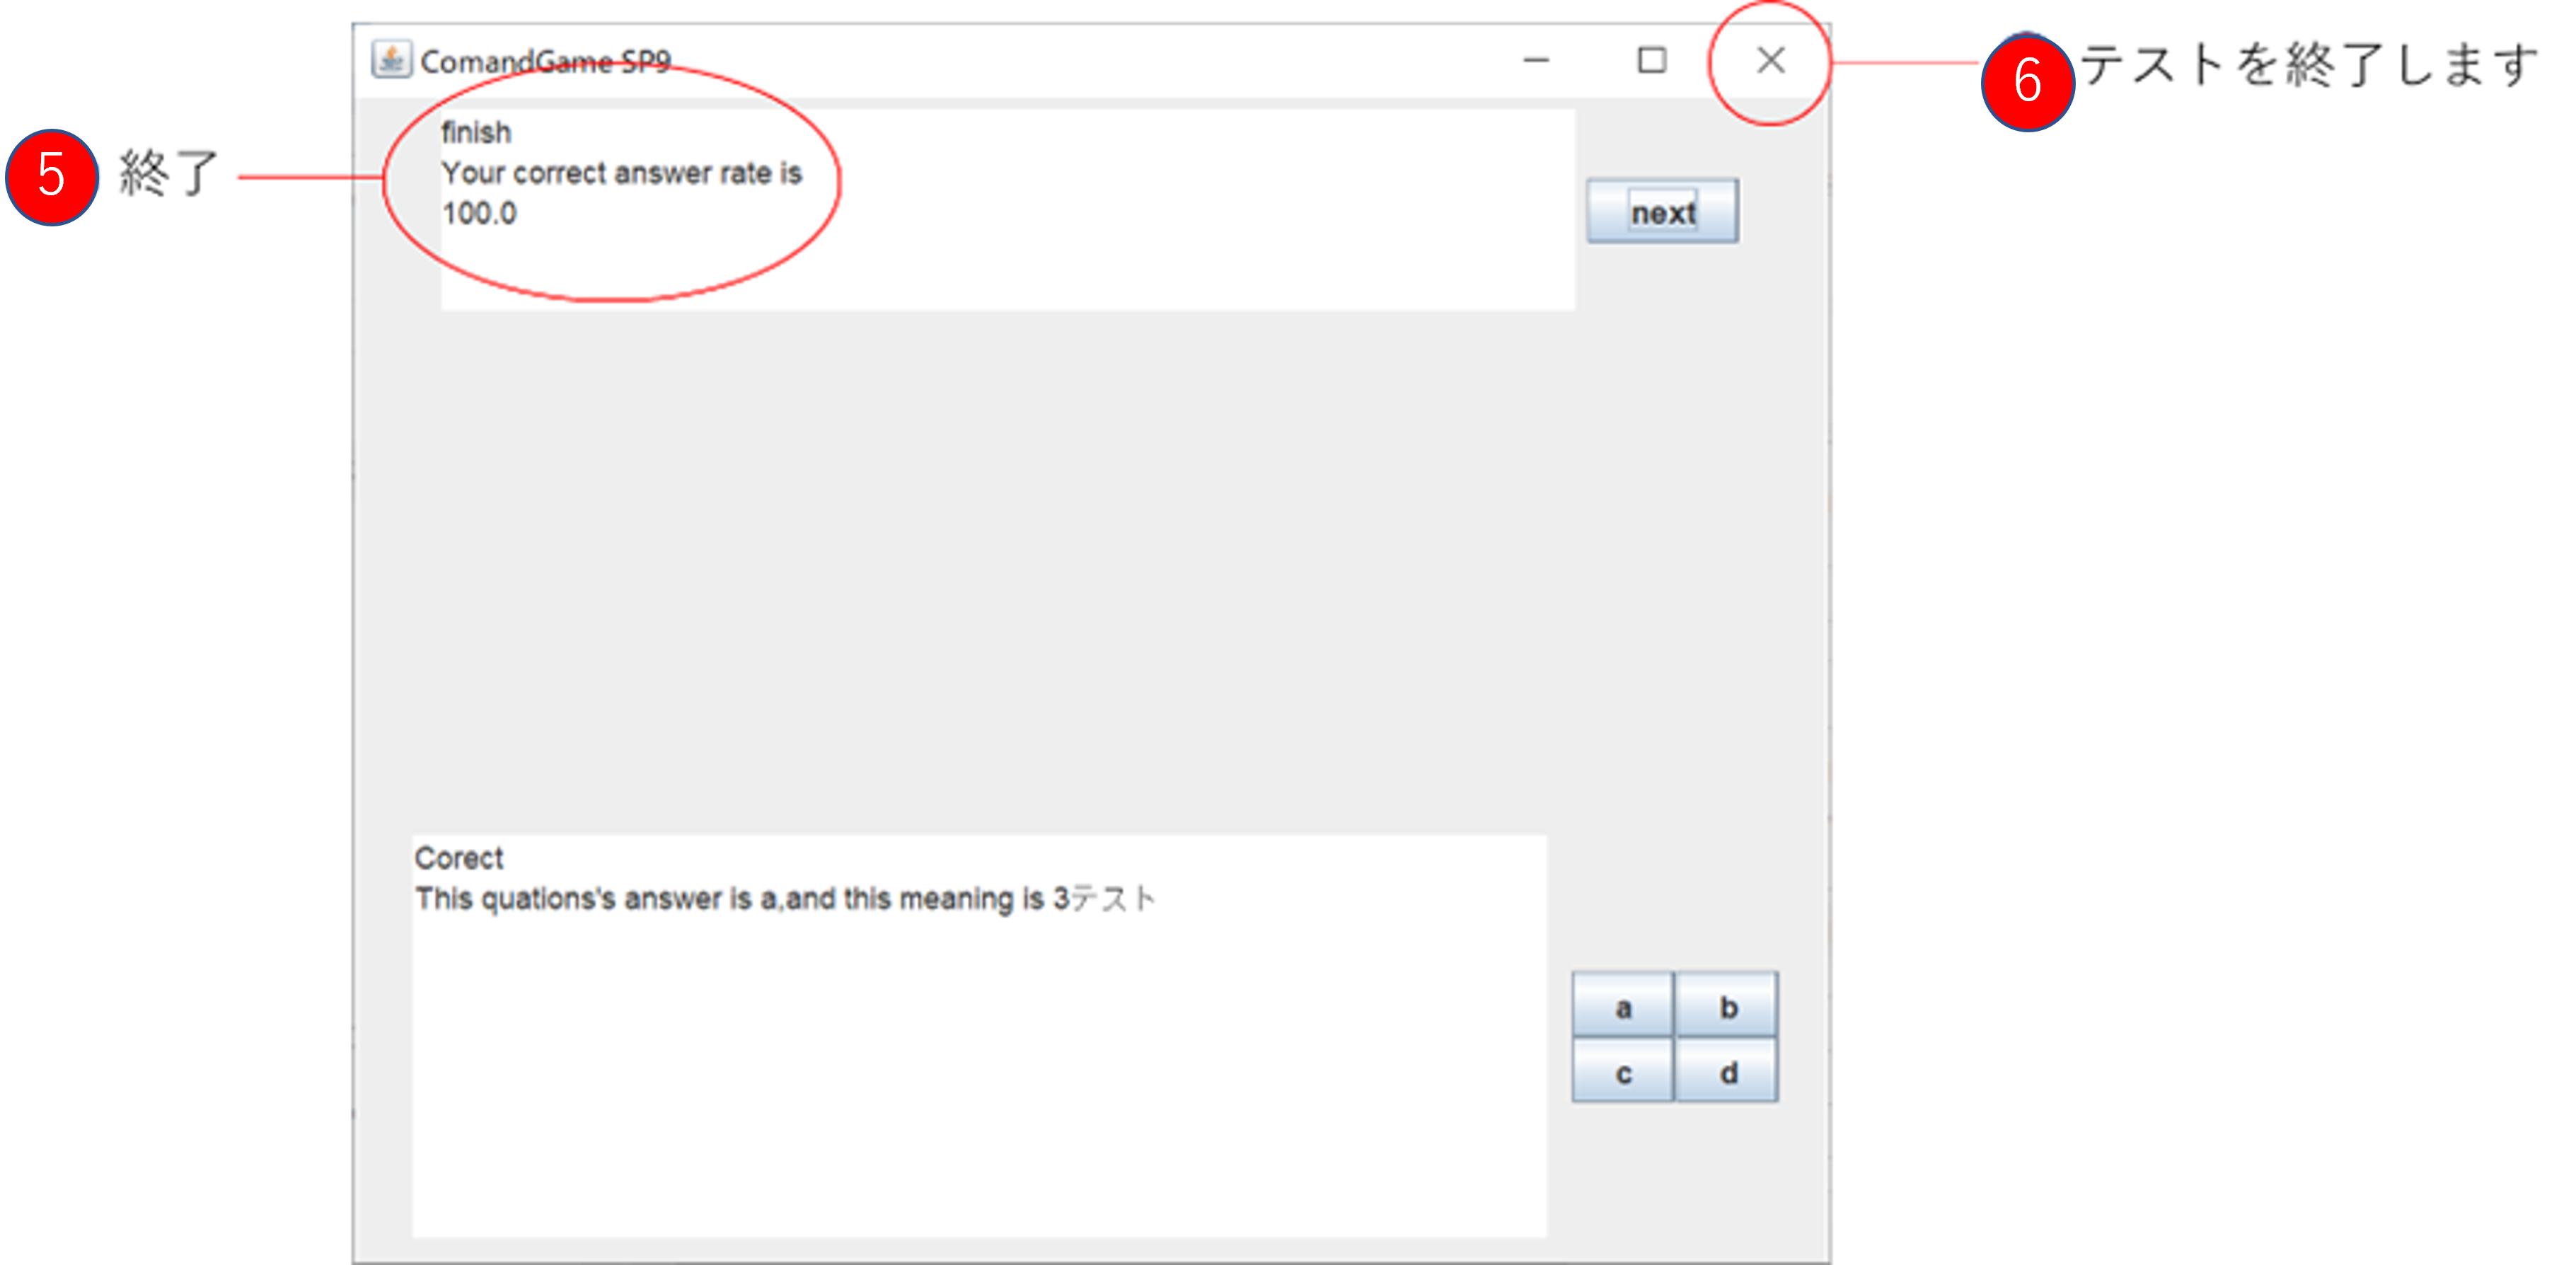 ComandGame SP9
6 テストを終了します
5 終了
finish
Your correct answer rate is
100.0
next
Corect
This quations's answer is a,and this meaning is 3テスト
a b
c d